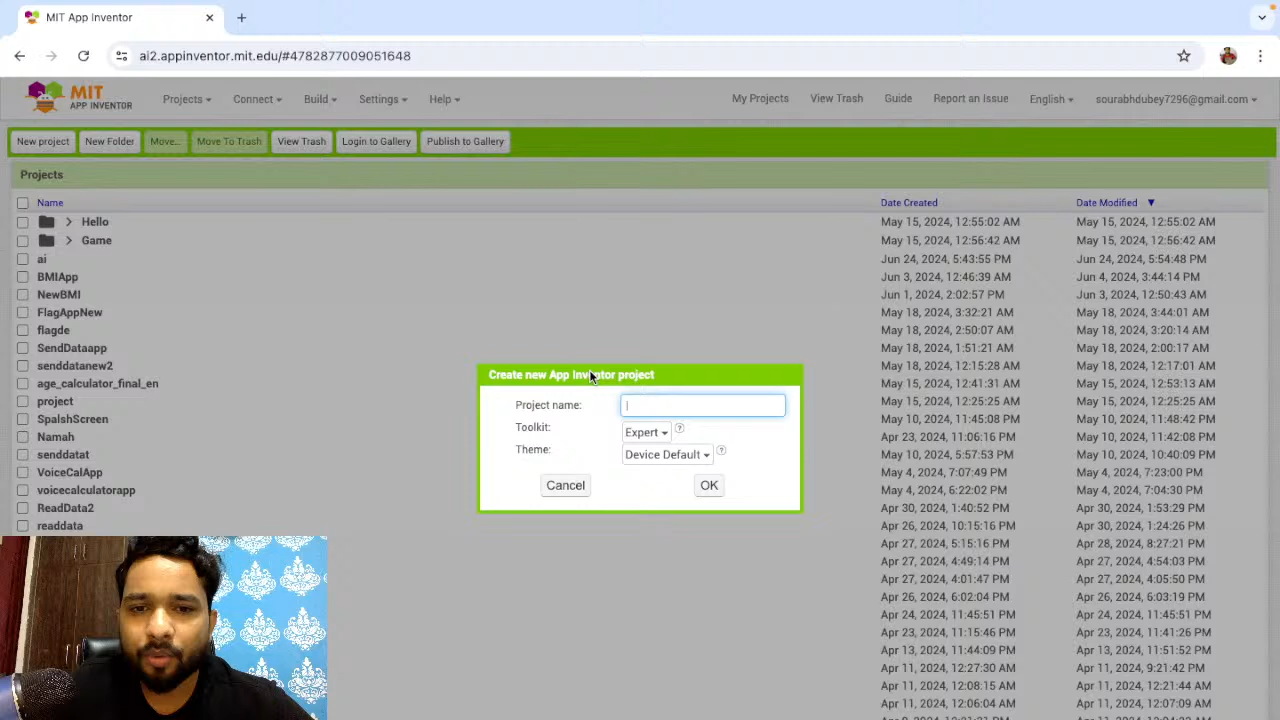 MIT App Inventor
ai2.appinventor.mit.edu/#4782877009051648
MIT
APP INVENTOR
Projects
Connect
Build
Settings
Help
My Projects
View Trash
Guide
Report an Issue
English
sourabhdubey7296@gmail.com
New project
New Folder
Move...
Move To Trash
View Trash
Login to Gallery
Publish to Gallery
Projects
Name Date Created Date Modified
Hello May 15, 2024, 12:55:02 AM May 15, 2024, 12:55:02 AM
Game May 15, 2024, 12:56:42 AM May 15, 2024, 12:56:42 AM
ai Jun 24, 2024, 5:43:55 PM Jun 24, 2024, 5:54:48 PM
BMIApp Jun 3, 2024, 12:46:39 AM Jun 4, 2024, 3:44:14 PM
NewBMI Jun 1, 2024, 2:02:57 PM Jun 3, 2024, 12:50:43 AM
FlagAppNew May 18, 2024, 3:32:21 AM May 18, 2024, 3:44:01 AM
flagde May 18, 2024, 2:50:07 AM May 18, 2024, 3:20:14 AM
SendDataapp May 18, 2024, 1:51:21 AM May 18, 2024, 2:00:17 AM
senddatanew2 May 18, 2024, 12:15:28 AM May 18, 2024, 12:17:01 AM
age_calculator_final_en May 15, 2024, 12:41:31 AM May 15, 2024, 12:53:13 AM
project May 15, 2024, 12:25:25 AM May 15, 2024, 12:25:25 AM
SpalshScreen May 10, 2024, 11:45:08 PM May 10, 2024, 11:48:42 PM
Namah Apr 23, 2024, 11:06:16 PM May 10, 2024, 11:48:12 PM
senddatat May 10, 2024, 5:57:53 PM May 10, 2024, 10:40:09 PM
VoiceCalApp May 4, 2024, 7:07:49 PM May 4, 2024, 7:23:00 PM
voicecalculatorapp May 4, 2024, 6:22:02 PM May 4, 2024, 7:04:30 PM
ReadData2 Apr 30, 2024, 1:40:52 PM Apr 30, 2024, 1:53:29 PM
readdata Apr 26, 2024, 10:15:16 PM Apr 30, 2024, 1:24:26 PM
Apr 27, 2024, 5:15:16 PM Apr 28, 2024, 8:27:21 PM
Apr 27, 2024, 4:49:14 PM Apr 27, 2024, 4:54:03 PM
Apr 27, 2024, 4:01:47 PM Apr 27, 2024, 4:05:50 PM
Apr 26, 2024, 6:02:04 PM Apr 26, 2024, 6:03:19 PM
Apr 24, 2024, 11:45:51 PM Apr 24, 2024, 11:45:51 PM
Apr 23, 2024, 11:15:46 PM Apr 23, 2024, 11:41:26 PM
Apr 13, 2024, 11:44:09 PM Apr 13, 2024, 11:51:52 PM
Apr 11, 2024, 12:27:30 AM Apr 11, 2024, 9:21:42 PM
Apr 11, 2024, 12:08:15 AM Apr 11, 2024, 12:21:44 AM
Apr 11, 2024, 12:06:04 AM Apr 11, 2024, 12:07:09 AM
Create new App Inventor project
Project name:
Toolkit: Expert
Theme: Device Default
Cancel
OK